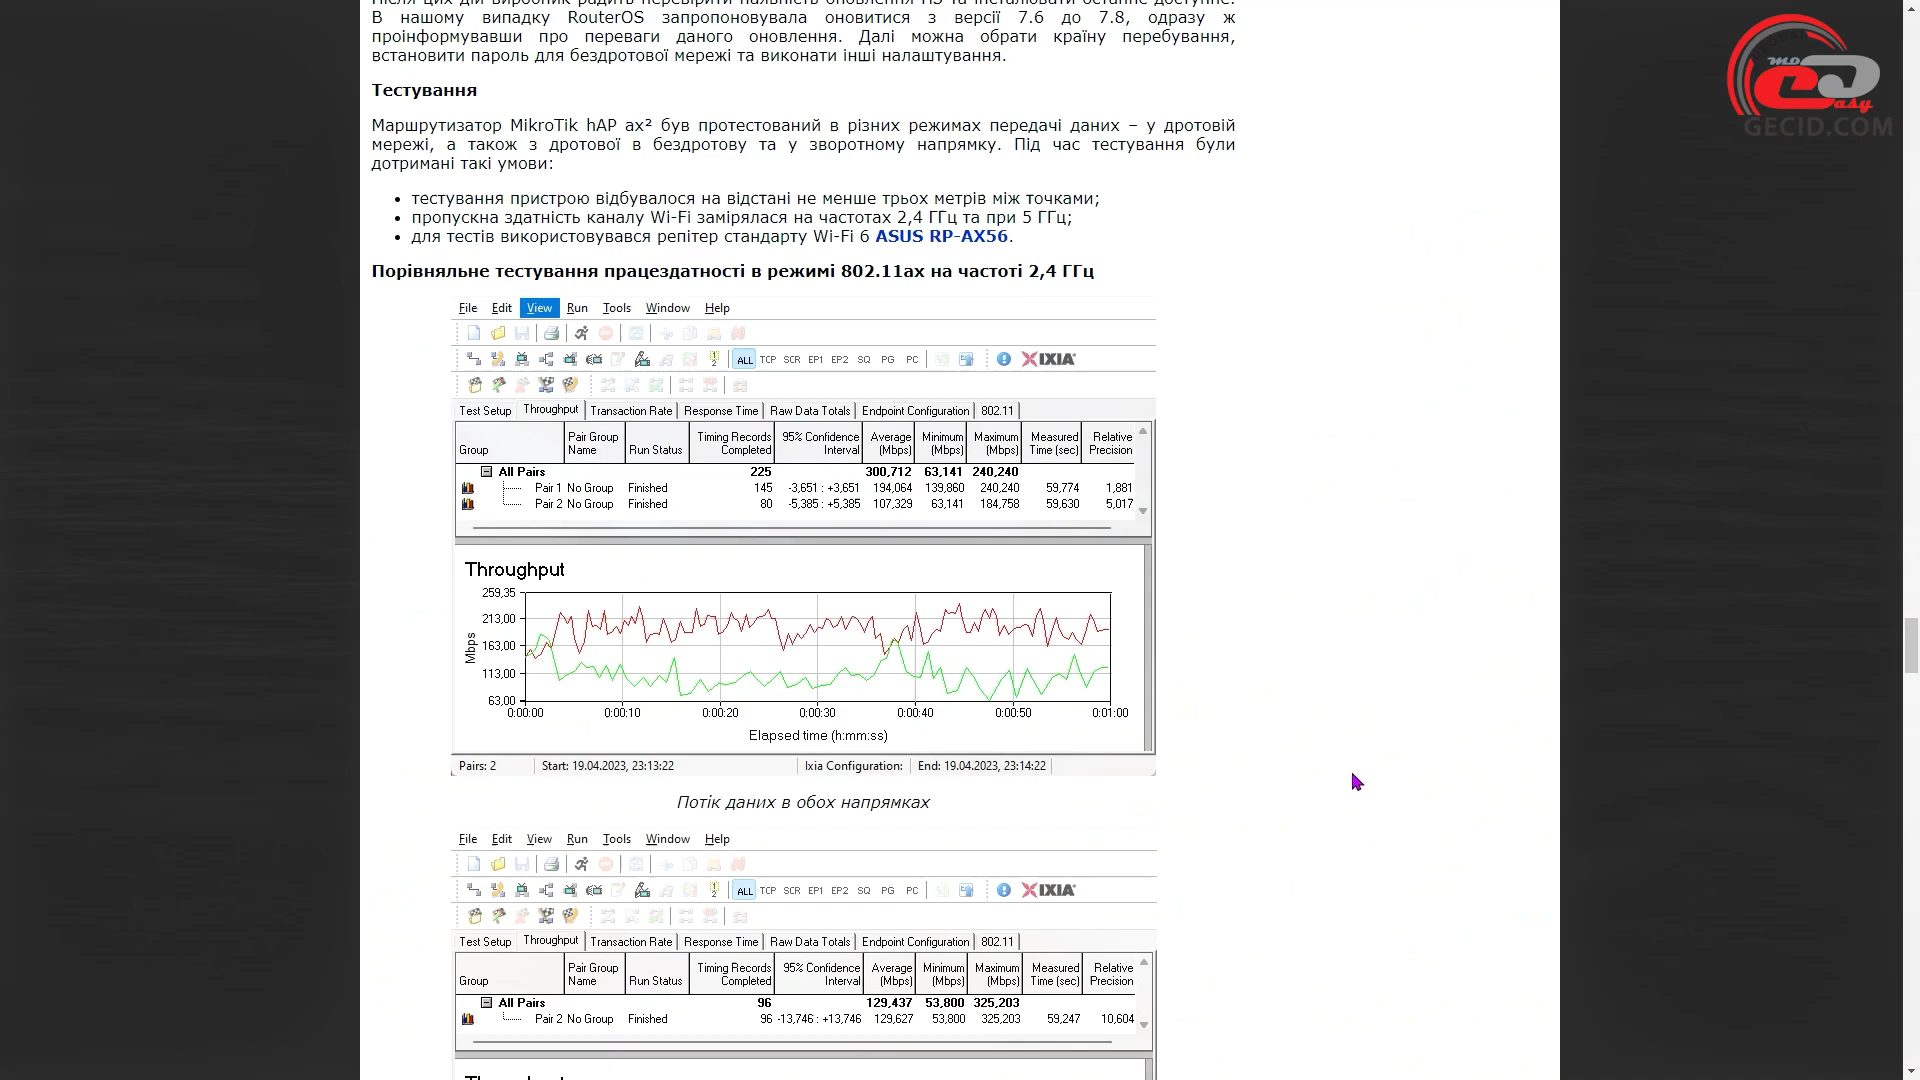 Після цих дій виробник радить перевірити наявність оновлення ПЗ та інсталювати останнє доступне.
В нашому випадку RouterOS запропоновувала оновитися з версії 7.6 до 7.8, одразу ж
проінформувавши про переваги даного оновлення. Далі можна обрати країну перебування,
встановити пароль для бездротової мережі та виконати інші налаштування.
Тестування
Маршрутизатор MikroTik hAP ax² був протестований в різних режимах передачі даних – у дротовій
мережі, а також з дротової в бездротову та у зворотному напрямку. Під час тестування були
дотримані такі умови:
• тестування пристрою відбувалося на відстані не менше трьох метрів між точками;
• пропускна здатність каналу Wi-Fi замірялася на частотах 2,4 ГГц та при 5 ГГц;
• для тестів використовувався репітер стандарту Wi-Fi 6 ASUS RP-AX56.
Порівняльне тестування працездатності в режимі 802.11ax на частоті 2,4 ГГц
File Edit View Run Tools Window Help
ALL TCP SCR EP1 EP2 SQ PG PC XIXIA
Test Setup Throughput Transaction Rate Response Time Raw Data Totals Endpoint Configuration 802.11
Group Pair Group Name Run Status Timing Records Completed 95% Confidence Interval Average (Mbps) Minimum (Mbps) Maximum (Mbps) Measured Time (sec) Relative Precision
All Pairs 225 300,712 63,141 240,240
Pair 1 No Group Finished 145 -3,651 : +3,651 194,064 139,860 240,240 59,774 1,881
Pair 2 No Group Finished 80 -5,385 : +5,385 107,329 63,141 184,758 59,630 5,017
Throughput
259,35
213,00
163,00
113,00
63,00
Mbps
0:00:00 0:00:10 0:00:20 0:00:30 0:00:40 0:00:50 0:01:00
Elapsed time (h:mm:ss)
Pairs: 2 Start: 19.04.2023, 23:13:22 Ixia Configuration: End: 19.04.2023, 23:14:22
Потік даних в обох напрямках
File Edit View Run Tools Window Help
ALL TCP SCR EP1 EP2 SQ PG PC XIXIA
Test Setup Throughput Transaction Rate Response Time Raw Data Totals Endpoint Configuration 802.11
Group Pair Group Name Run Status Timing Records Completed 95% Confidence Interval Average (Mbps) Minimum (Mbps) Maximum (Mbps) Measured Time (sec) Relative Precision
All Pairs 96 129,437 53,800 325,203
Pair 2 No Group Finished 96 -13,746 : +13,746 129,627 53,800 325,203 59,247 10,604
GECID.COM